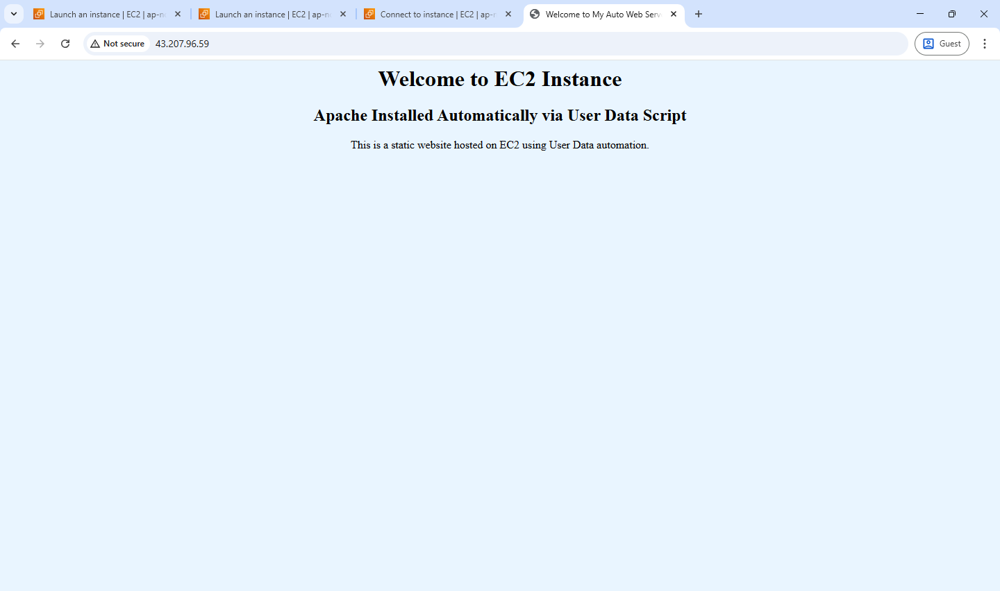 Launch an instance | EC2 | ap-n
Launch an instance | EC2 | ap-n
Connect to instance | EC2 | ap-n
Welcome to My Auto Web Serv
Not secure
43.207.96.59
Guest
Welcome to EC2 Instance
Apache Installed Automatically via User Data Script
This is a static website hosted on EC2 using User Data automation.